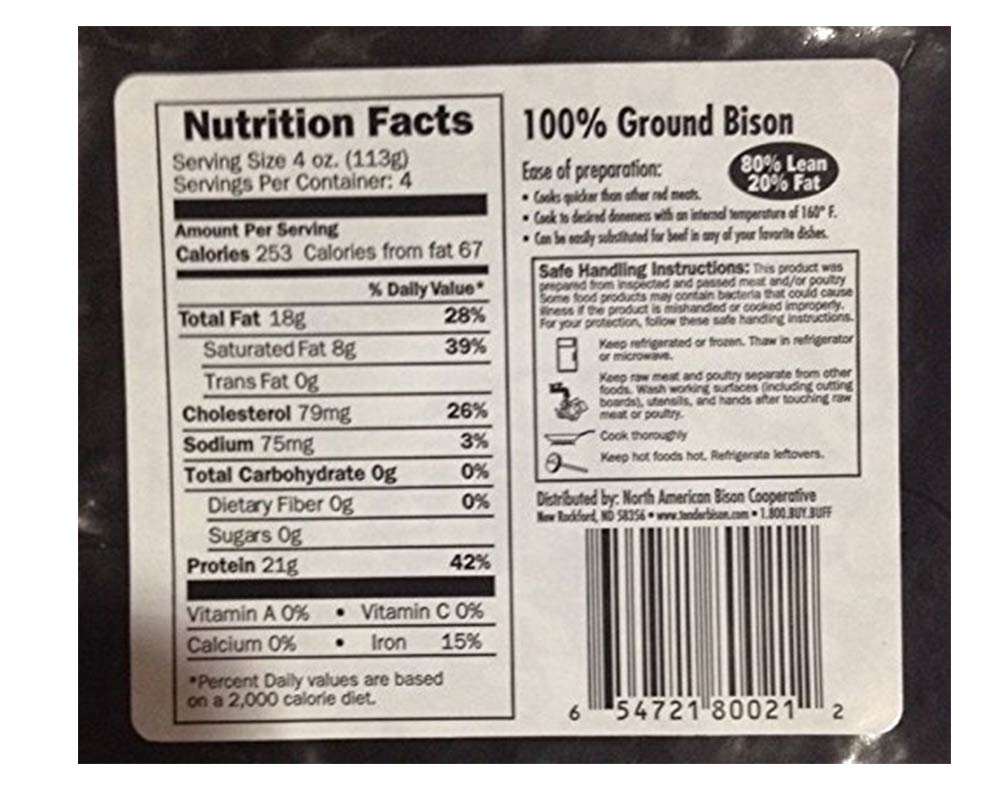 Nutrition Facts
Serving Size 4 oz. (113g)
Servings Per Container: 4
Amount Per Serving
Calories 253 Calories from fat 67
% Daily Value*
Total Fat 18g 28%
Saturated Fat 8g 39%
Trans Fat 0g
Cholesterol 79mg 26%
Sodium 75mg 3%
Total Carbohydrate 0g 0%
Dietary Fiber 0g 0%
Sugars 0g
Protein 21g 42%
Vitamin A 0% • Vitamin C 0%
Calcium 0% • Iron 15%
*Percent Daily values are based
on a 2,000 calorie diet.
100% Ground Bison
80% Lean
20% Fat
Ease of preparation:
• Cooks quicker than other red meats.
• Cook to desired doneness with an internal temperature of 160° F.
• Can be easily substituted for beef in any of your favorite dishes.
Safe Handling Instructions: This product was
prepared from inspected and passed meat and/or poultry
Some food products may contain bacteria that could cause
illness if the product is mishandled or cooked improperly.
For your protection, follow these safe handling instructions.
Keep refrigerated or frozen. Thaw in refrigerator
or microwave.
Keep raw meat and poultry separate from other
foods. Wash working surfaces (including cutting
boards), utensils, and hands after touching raw
meat or poultry.
Cook thoroughly
Keep hot foods hot. Refrigerate leftovers.
Distributed by: North American Bison Cooperative
New Rockford, ND 58356 • www.tenderbison.com • 1.800.BUY.BUFF
6 54721 80021 2